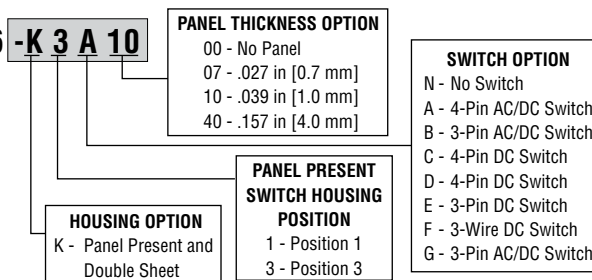 6 -K 3 A 10
PANEL THICKNESS OPTION
00 - No Panel
07 - .027 in [0.7 mm]
10 - .039 in [1.0 mm]
40 - .157 in [4.0 mm]
SWITCH OPTION
N - No Switch
A - 4-Pin AC/DC Switch
B - 3-Pin AC/DC Switch
C - 4-Pin DC Switch
D - 4-Pin DC Switch
E - 3-Pin DC Switch
F - 3-Wire DC Switch
G - 3-Pin AC/DC Switch
PANEL PRESENT
SWITCH HOUSING
POSITION
1 - Position 1
3 - Position 3
HOUSING OPTION
K - Panel Present and
Double Sheet